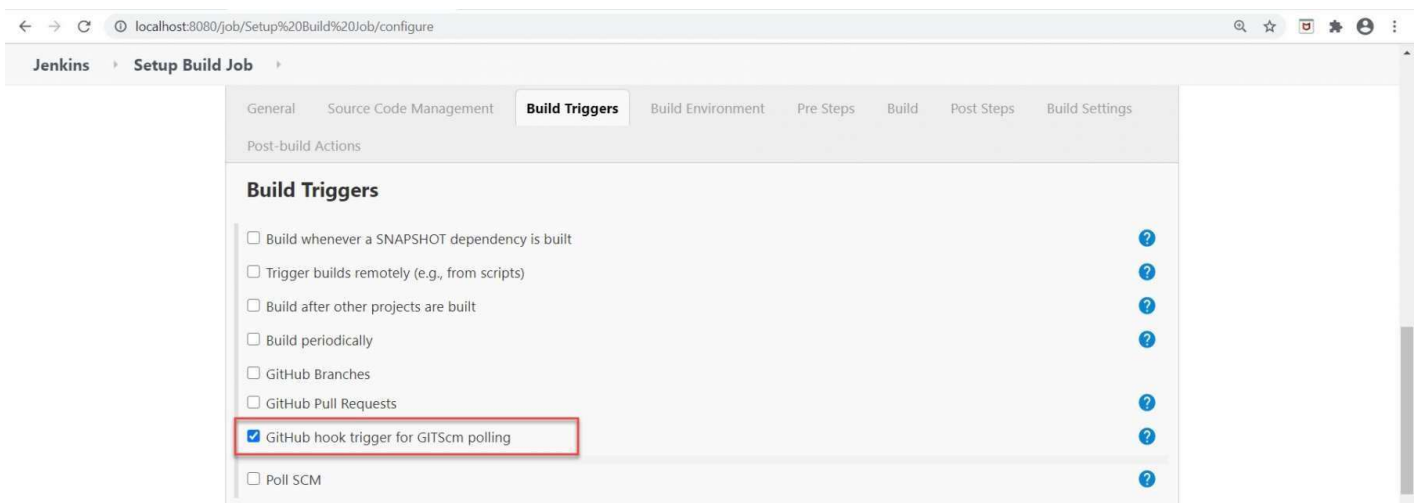 localhost:8080/job/Setup%20Build%20Job/configure
Jenkins Setup Build Job
General Source Code Management Build Triggers Build Environment Pre Steps Build Post Steps Build Settings
Post-build Actions
Build Triggers
Build whenever a SNAPSHOT dependency is built
Trigger builds remotely (e.g., from scripts)
Build after other projects are built
Build periodically
GitHub Branches
GitHub Pull Requests
GitHub hook trigger for GITScm polling
Poll SCM